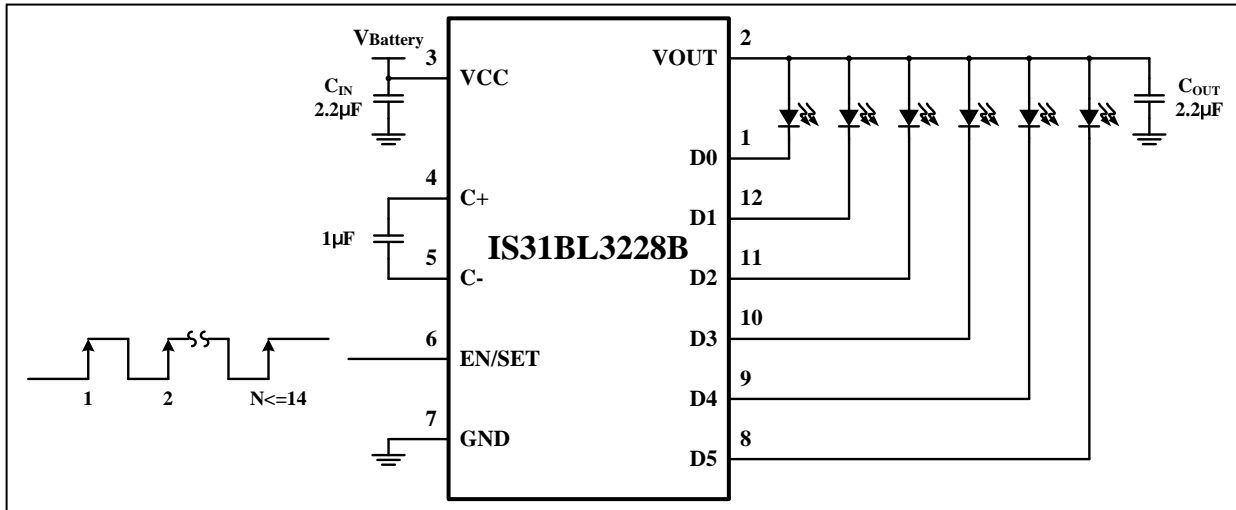 VBattery
3
VCC
CIN
2.2µF
4
C+
1µF
5
C-
6
EN/SET
1 2 N<=14
7
GND
IS31BL3228B
2
VOUT
COUT
2.2µF
1
D0
12
D1
11
D2
10
D3
9
D4
8
D5